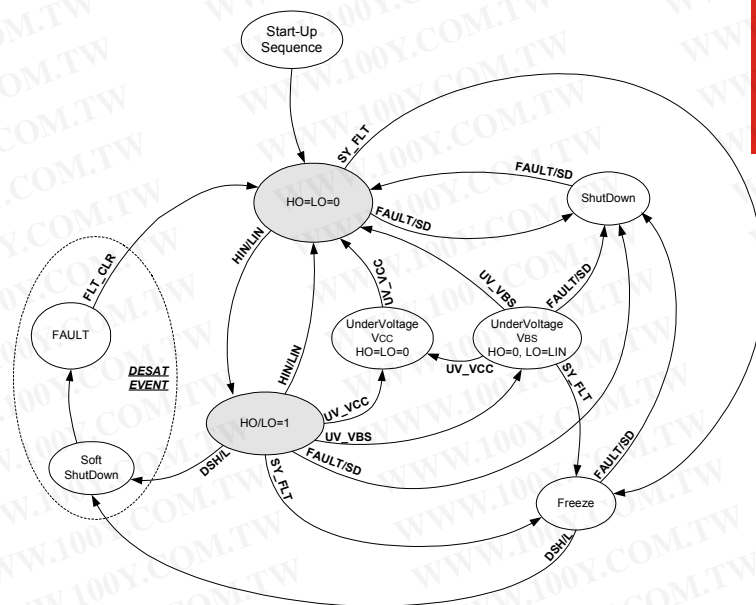 Start-Up
Sequence
SY_FLT
FAULT/SD
ShutDown
HO=LO=0
FAULT/SD
HIN/LIN
FLT_CLR
UV_VCC
UV_VBS
FAULT/SD
HIN/LIN
FAULT
UnderVoltage
VCC
HO=LO=0
UnderVoltage
VBS
HO=0, LO=LIN
UV_VCC
SY_FLT
DESAT
EVENT
HO/LO=1
UV_VCC
UV_VBS
FAULT/SD
SY_FLT
DSH/L
Soft
ShutDown
FAULT/SD
Freeze
DSH/L
WWW.100Y.COM.TW